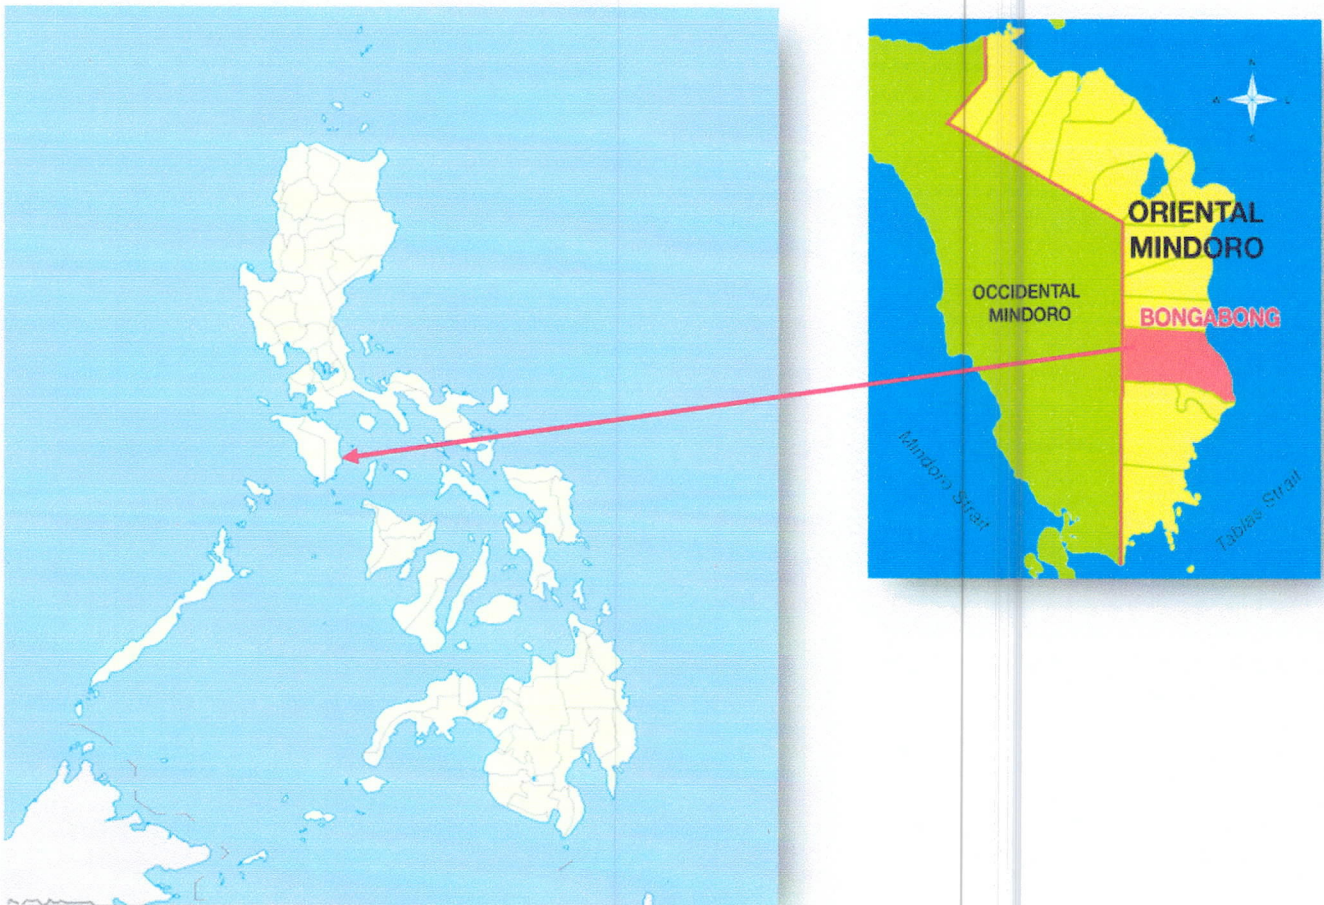 ORIENTAL
MINDORO
OCCIDENTAL
MINDORO
BONGABONG
Mindoro Strait
Tablas Strait